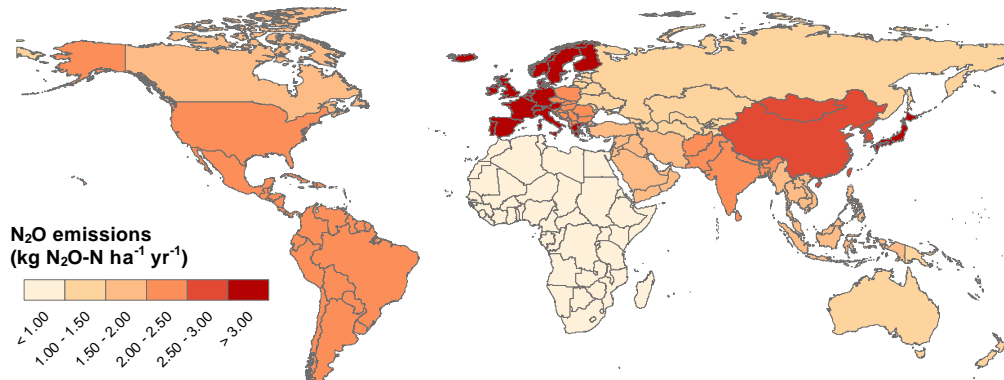 N₂O emissions
(kg N₂O-N ha⁻¹ yr⁻¹)
< 1.00
1.00 - 1.50
1.50 - 2.00
2.00 - 2.50
2.50 - 3.00
> 3.00